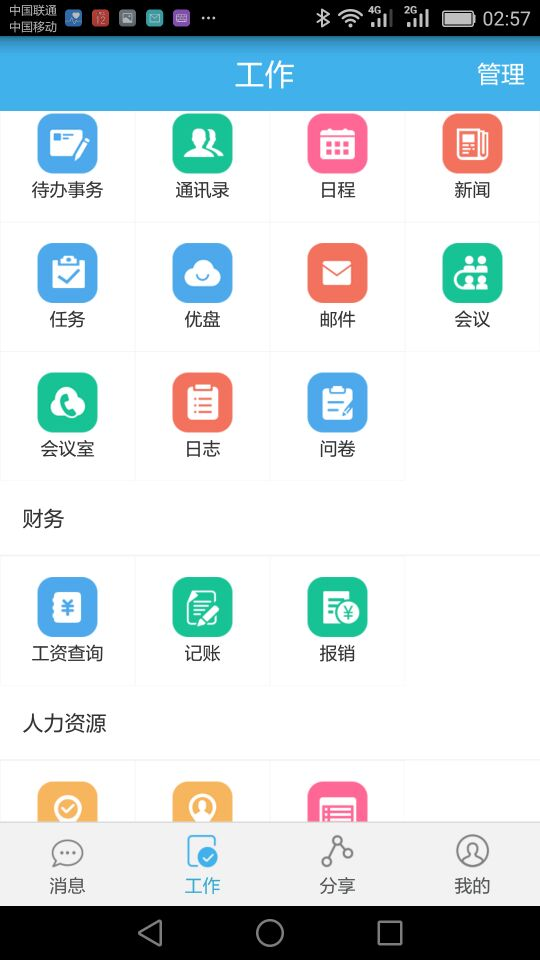 中国联通
中国移动
12
4G
2G
02:57
工作
管理
待办事务
通讯录
日程
新闻
任务
优盘
邮件
会议
会议室
日志
问卷
财务
工资查询
记账
报销
人力资源
消息
工作
分享
我的